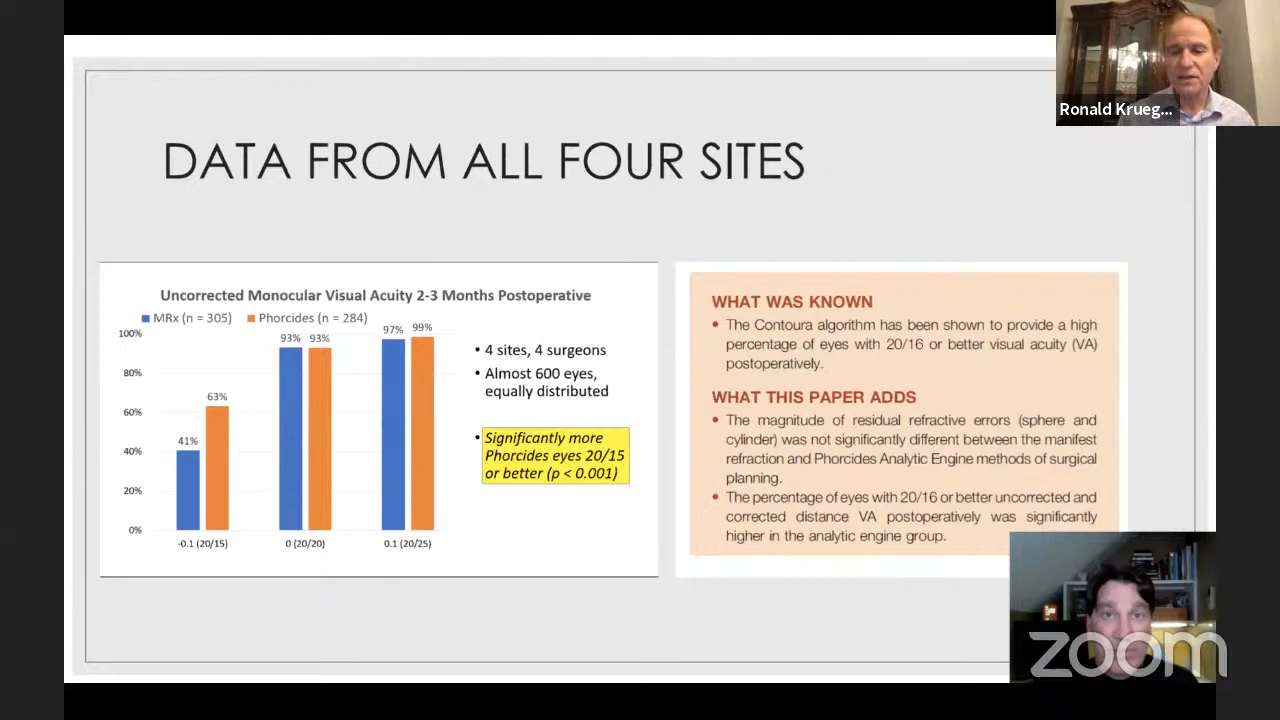 Ronald Krueg...
DATA FROM ALL FOUR SITES
Uncorrected Monocular Visual Acuity 2-3 Months Postoperative
MRx (n = 305) Phorcides (n = 284)
100%
80%
60%
40%
20%
0%
41%
63%
93%
93%
97%
99%
-0.1 (20/15)
0 (20/20)
0.1 (20/25)
• 4 sites, 4 surgeons
• Almost 600 eyes,
equally distributed
• Significantly more
Phorcides eyes 20/15
or better (p < 0.001)
WHAT WAS KNOWN
• The Contoura algorithm has been shown to provide a high
percentage of eyes with 20/16 or better visual acuity (VA)
postoperatively.
WHAT THIS PAPER ADDS
• The magnitude of residual refractive errors (sphere and
cylinder) was not significantly different between the manifest
refraction and Phorcides Analytic Engine methods of surgical
planning.
• The percentage of eyes with 20/16 or better uncorrected and
corrected distance VA postoperatively was significantly
higher in the analytic engine group.
zoom